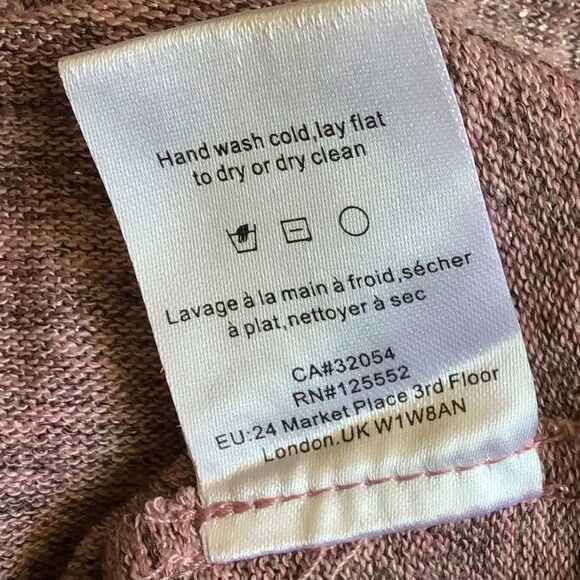 Hand wash cold,lay flat
to dry or dry clean
Lavage à la main à froid,sécher
à plat,nettoyer à sec
CA#32054
RN#125552
EU:24 Market Place 3rd Floor
London.UK W1W8AN